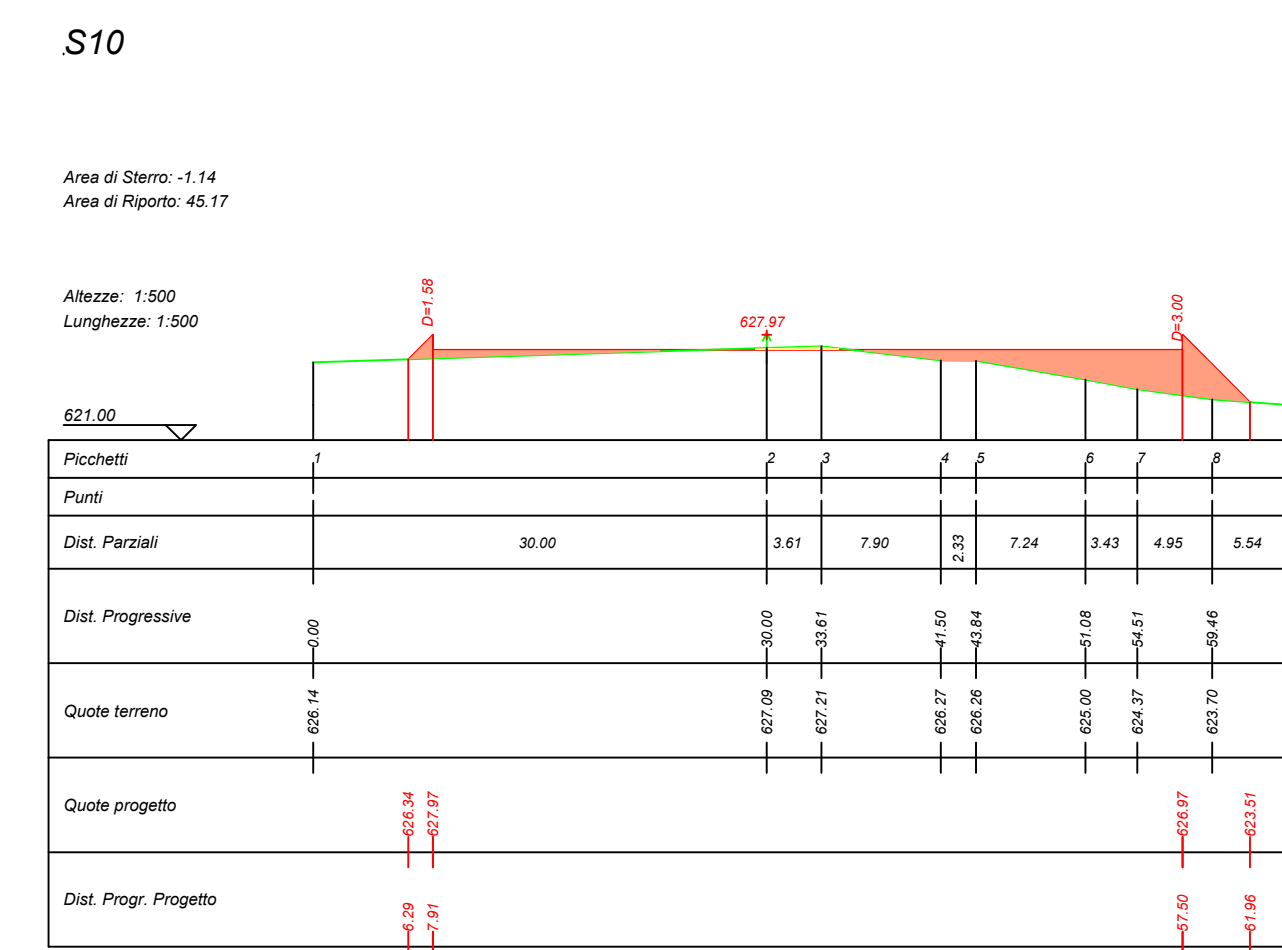 S10
Area di Sterro: -1.14
Area di Riporto: 45.17
Altezze: 1:500
Lunghezze: 1:500
D=1.58
627.97
D=3.00
621.00
Picchetti 1 2 3 4 5 6 7 8
Punti
Dist. Parziali 30.00 3.61 7.90 2.33 7.24 3.43 4.95 5.54
Dist. Progressive 0.00 30.00 33.61 41.50 43.84 51.08 54.51 59.46
Quote terreno 626.14 627.09 627.21 626.27 626.26 625.00 624.37 623.70
Quote progetto 626.34 627.97 626.97 623.51
Dist. Progr. Progetto 6.29 7.91 57.50 61.96